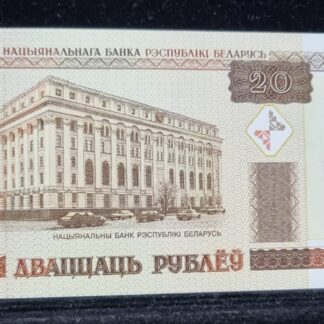 НАЦЫЯНАЛЬНАГА БАНКА РЭСПУБЛІКІ БЕЛАРУСЬ
20
НАЦЫЯНАЛЬНЫ БАНК РЭСПУБЛІКІ БЕЛАРУСЬ
ДВАЦЦАЦЬ РУБЛЁЎ